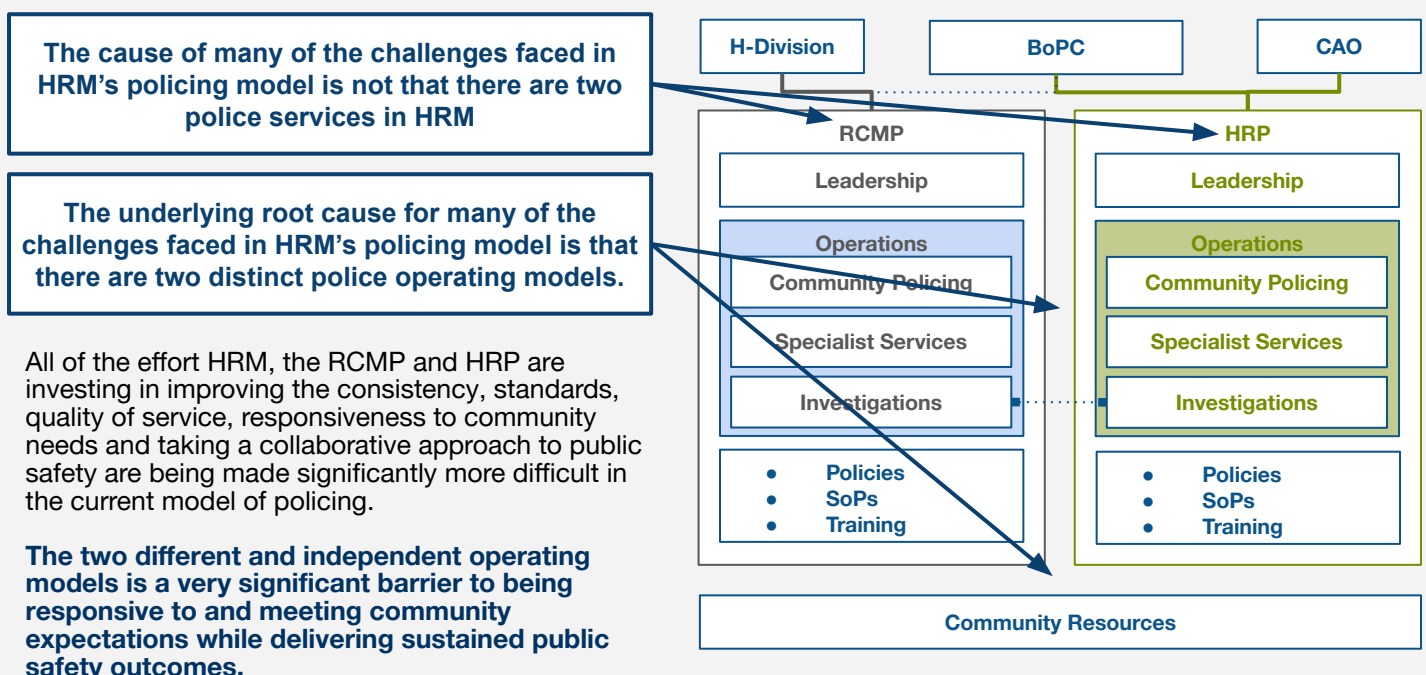 The cause of many of the challenges faced in
HRM’s policing model is not that there are two
police services in HRM
The underlying root cause for many of the
challenges faced in HRM’s policing model is that
there are two distinct police operating models.
All of the effort HRM, the RCMP and HRP are
investing in improving the consistency, standards,
quality of service, responsiveness to community
needs and taking a collaborative approach to public
safety are being made significantly more difficult in
the current model of policing.
The two different and independent operating
models is a very significant barrier to being
responsive to and meeting community
expectations while delivering sustained public
safety outcomes.
H-Division
BoPC
CAO
RCMP
Leadership
Operations
Community Policing
Specialist Services
Investigations
● Policies
● SoPs
● Training
HRP
Leadership
Operations
Community Policing
Specialist Services
Investigations
● Policies
● SoPs
● Training
Community Resources